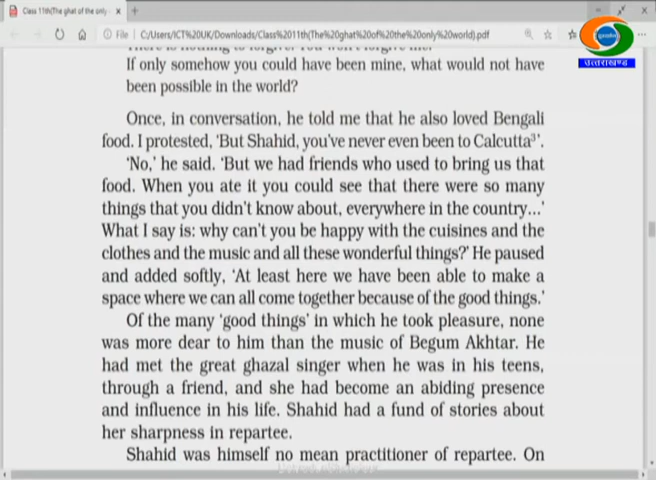 Class 11th(The ghat of the only
File
C:/Users/ICT%20UK/Downloads/Class%2011th(The%20ghat%20of%20the%20only%20world).pdf
उत्तराखण्ड
If only somehow you could have been mine, what would not have
been possible in the world?
Once, in conversation, he told me that he also loved Bengali
food. I protested, ‘But Shahid, you’ve never even been to Calcutta³’.
‘No,’ he said. ‘But we had friends who used to bring us that
food. When you ate it you could see that there were so many
things that you didn’t know about, everywhere in the country...’
What I say is: why can’t you be happy with the cuisines and the
clothes and the music and all these wonderful things?’ He paused
and added softly, ‘At least here we have been able to make a
space where we can all come together because of the good things.’
Of the many ‘good things’ in which he took pleasure, none
was more dear to him than the music of Begum Akhtar. He
had met the great ghazal singer when he was in his teens,
through a friend, and she had become an abiding presence
and influence in his life. Shahid had a fund of stories about
her sharpness in repartee.
Shahid was himself no mean practitioner of repartee. On